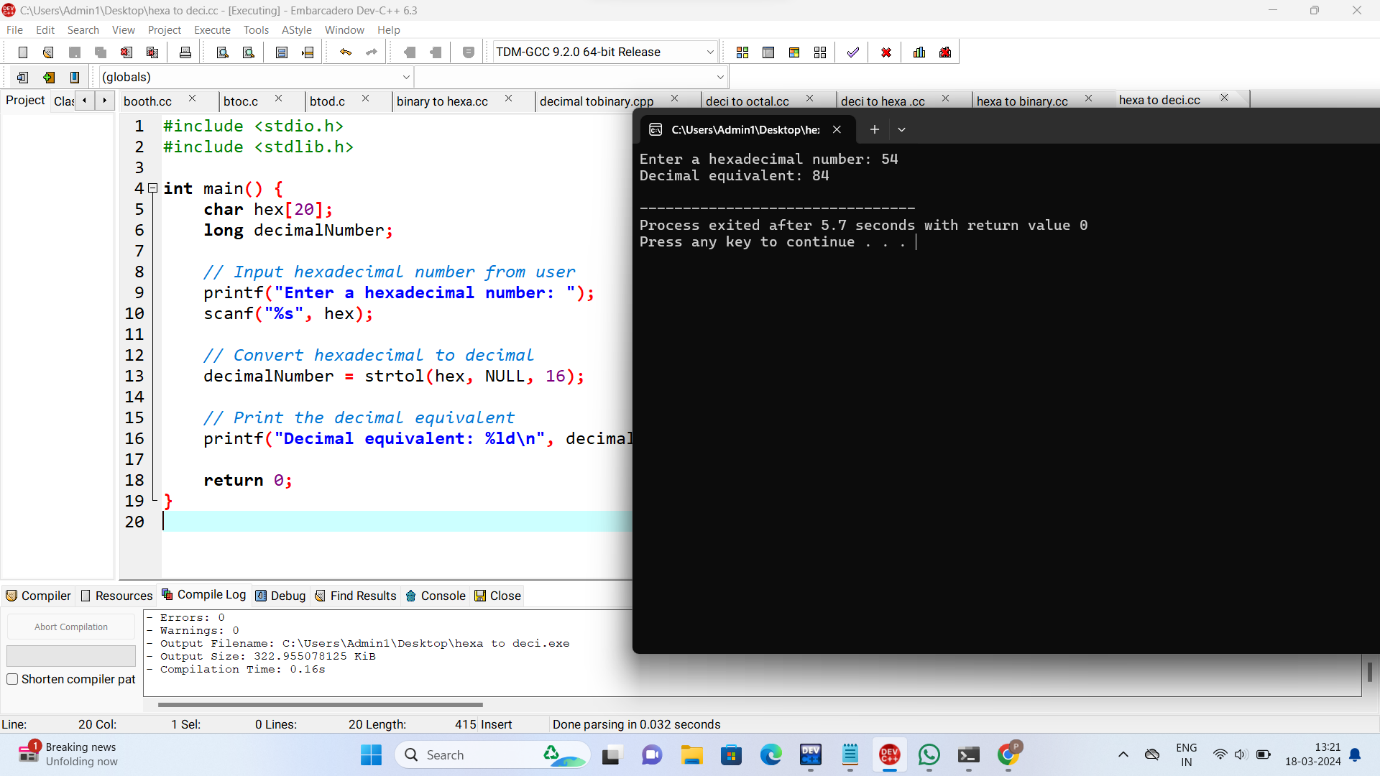 C:\Users\Admin1\Desktop\hexa to deci.cc - [Executing] - Embarcadero Dev-C++ 6.3
File Edit Search View Project Execute Tools AStyle Window Help
TDM-GCC 9.2.0 64-bit Release
(globals)
Project Clas
booth.cc btoc.c btod.c binary to hexa.cc decimal tobinary.cpp deci to octal.cc deci to hexa .cc hexa to binary.cc hexa to deci.cc
1 #include <stdio.h>
2 #include <stdlib.h>
3
4 int main() {
5 char hex[20];
6 long decimalNumber;
7
8 // Input hexadecimal number from user
9 printf("Enter a hexadecimal number: ");
10 scanf("%s", hex);
11
12 // Convert hexadecimal to decimal
13 decimalNumber = strtol(hex, NULL, 16);
14
15 // Print the decimal equivalent
16 printf("Decimal equivalent: %ld\n", decimal
17
18 return 0;
19 }
20
C:\Users\Admin1\Desktop\he:
Enter a hexadecimal number: 54
Decimal equivalent: 84
--------------------------------
Process exited after 5.7 seconds with return value 0
Press any key to continue . . .
Compiler Resources Compile Log Debug Find Results Console Close
Abort Compilation
Shorten compiler pat
- Errors: 0
- Warnings: 0
- Output Filename: C:\Users\Admin1\Desktop\hexa to deci.exe
- Output Size: 322.955078125 KiB
- Compilation Time: 0.16s
Line: 20 Col: 1 Sel: 0 Lines: 20 Length: 415 Insert Done parsing in 0.032 seconds
1 Breaking news
Unfolding now
Search
DEV
DEV C++
P
ENG
IN
13:21
18-03-2024